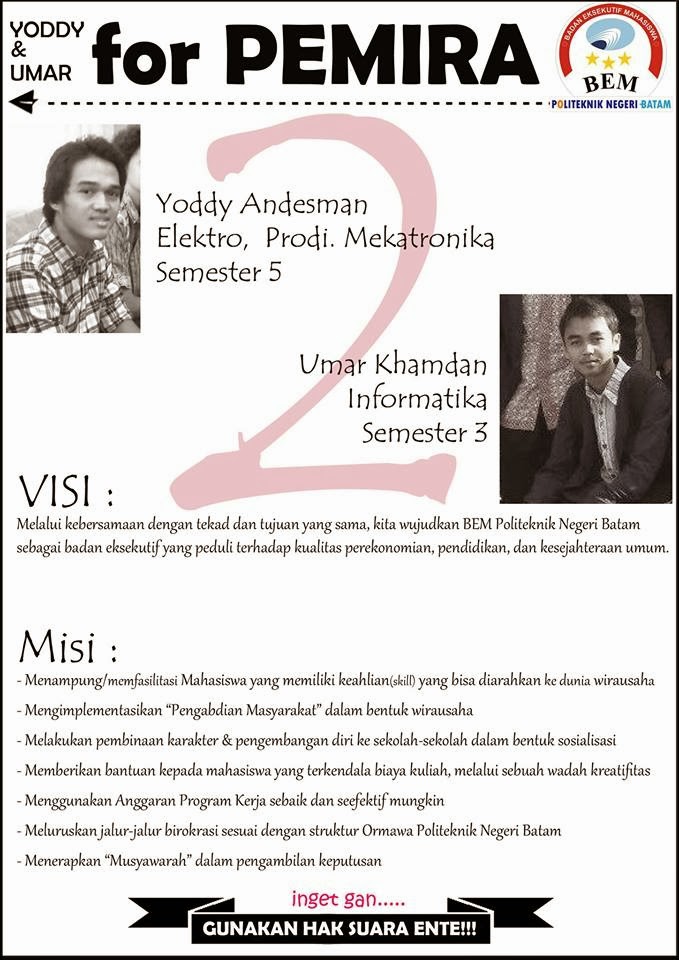 YODDY
&
UMAR
for PEMIRA
BADAN EKSEKUTIF MAHASISWA
BEM
POLITEKNIK NEGERI BATAM
2
Yoddy Andesman
Elektro, Prodi. Mekatronika
Semester 5
Umar Khamdan
Informatika
Semester 3
VISI :
Melalui kebersamaan dengan tekad dan tujuan yang sama, kita wujudkan BEM Politeknik Negeri Batam
sebagai badan eksekutif yang peduli terhadap kualitas perekonomian, pendidikan, dan kesejahteraan umum.
Misi :
- Menampung/memfasilitasi Mahasiswa yang memiliki keahlian(skill) yang bisa diarahkan ke dunia wirausaha
- Mengimplementasikan “Pengabdian Masyarakat” dalam bentuk wirausaha
- Melakukan pembinaan karakter & pengembangan diri ke sekolah-sekolah dalam bentuk sosialisasi
- Memberikan bantuan kepada mahasiswa yang terkendala biaya kuliah, melalui sebuah wadah kreatifitas
- Menggunakan Anggaran Program Kerja sebaik dan seefektif mungkin
- Meluruskan jalur-jalur birokrasi sesuai dengan struktur Ormawa Politeknik Negeri Batam
- Menerapkan “Musyawarah” dalam pengambilan keputusan
inget gan.....
GUNAKAN HAK SUARA ENTE!!!